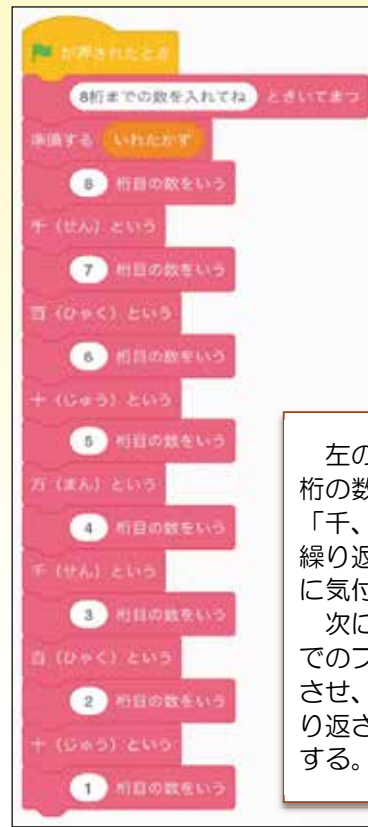 が押されたとき
8桁までの数を入れてね ときいてまつ
準備する いれたかず
8 桁目の数をいう
千（せん）という
7 桁目の数をいう
百（ひゃく）という
6 桁目の数をいう
十（じゅう）という
5 桁目の数をいう
万（まん）という
4 桁目の数をいう
千（せん）という
3 桁目の数をいう
百（ひゃく）という
2 桁目の数をいう
十（じゅう）という
1 桁目の数をいう
左の
桁の数
「千、
繰り返
に気付
次に
でのプ
させ、
り返さ
する。